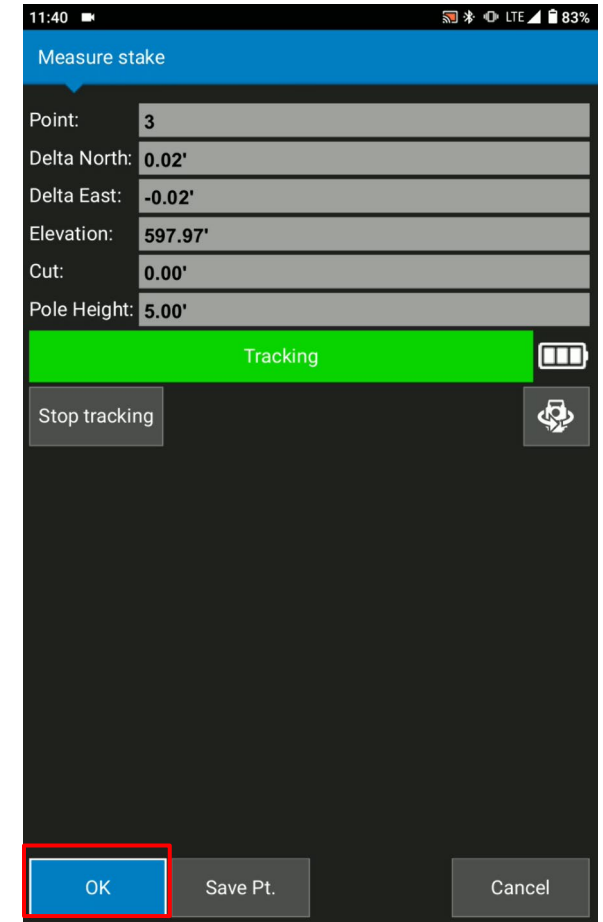 11:40 LTE 83%
Measure stake
Point: 3
Delta North: 0.02'
Delta East: -0.02'
Elevation: 597.97'
Cut: 0.00'
Pole Height: 5.00'
Tracking
Stop tracking
OK Save Pt. Cancel